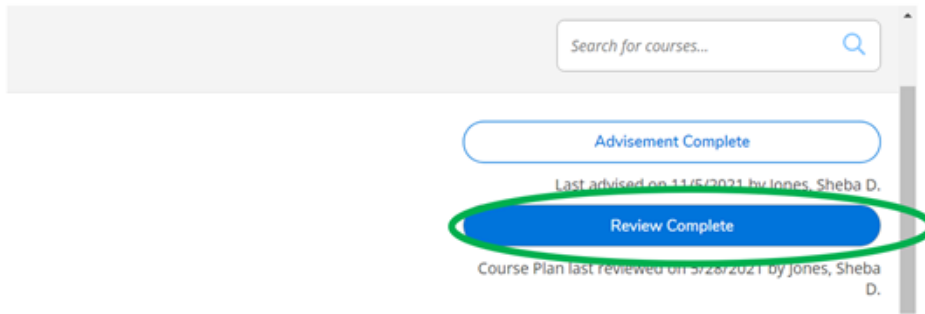 Search for courses...
Advisement Complete
Last advised on 11/5/2021 by Jones, Sheba D.
Review Complete
Course Plan last reviewed on 5/28/2021 by Jones, Sheba
D.